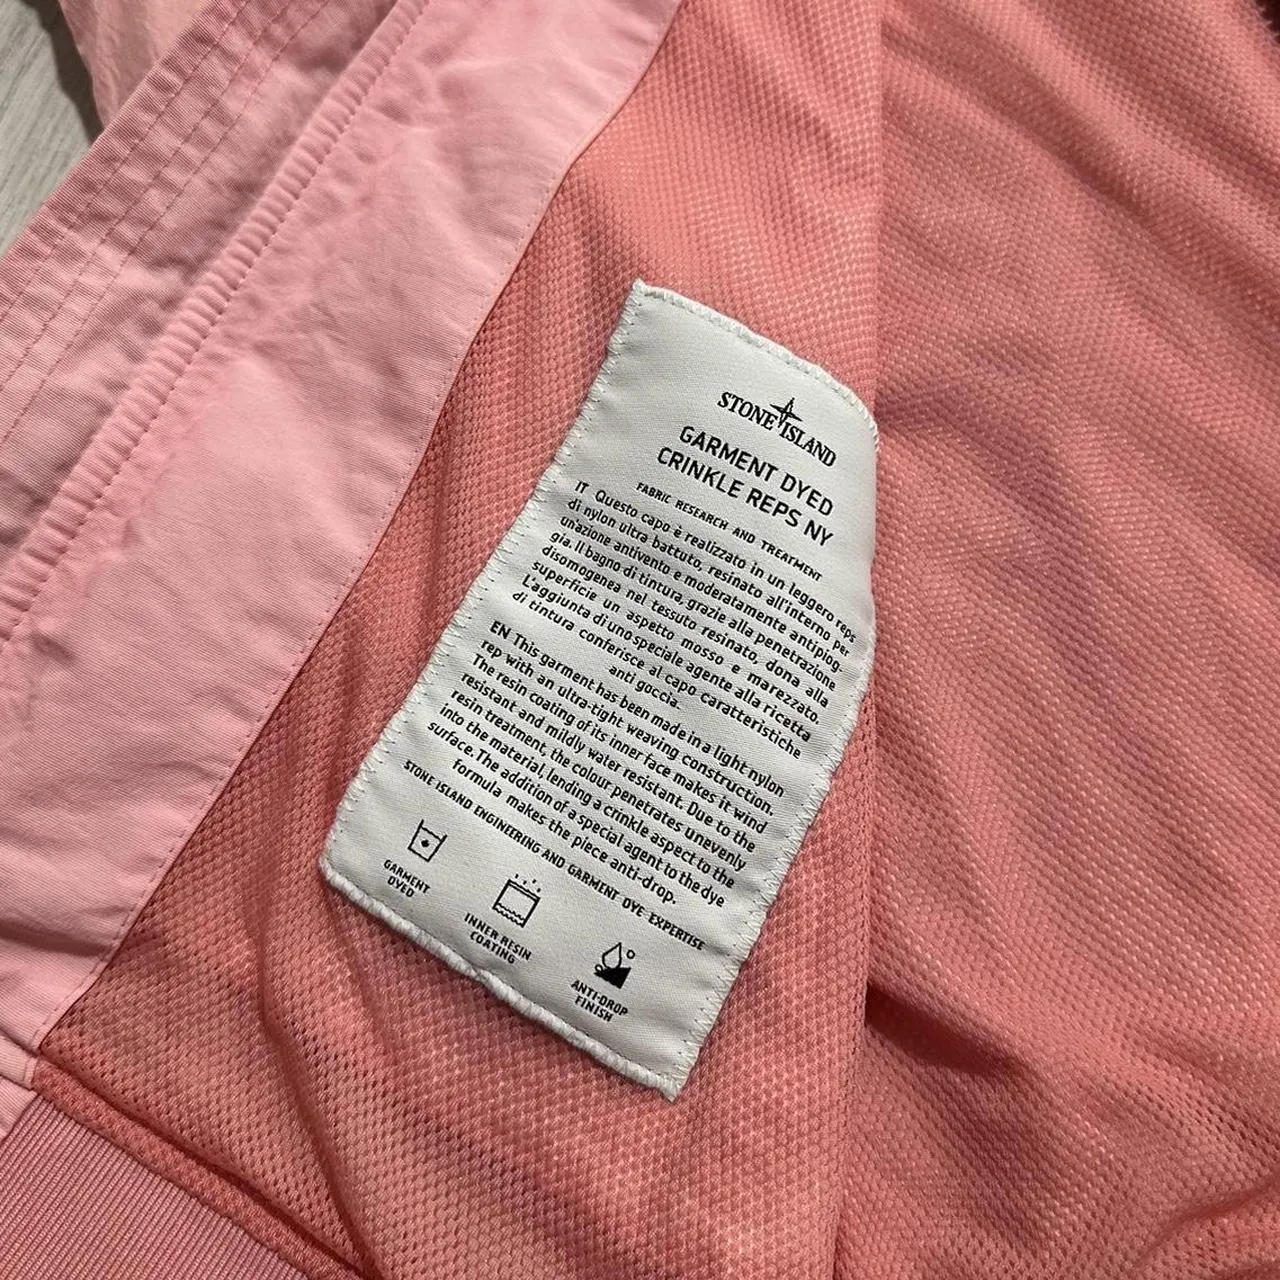 STONE ISLAND
GARMENT DYED
CRINKLE REPS NY
FABRIC RESEARCH AND TREATMENT
IT Questo capo è realizzato in un leggero reps
di nylon ultra battuto, resinato all'interno per
un'azione antivento e moderatamente antipiog-
gia. Il bagno di tintura, grazie alla penetrazione
disomogenea nel tessuto resinato, dona alla
superficie un aspetto mosso e marezzato.
L'aggiunta di uno speciale agente alla ricetta
di tintura conferisce al capo caratteristiche
anti goccia.
EN This garment has been made in a light nylon
rep with an ultra-tight weaving construction.
The resin coating of its inner face makes it wind
resistant and mildly water resistant. Due to the
resin treatment, the colour penetrates unevenly
into the material, lending a crinkle aspect to the
surface. The addition of a special agent to the dye
formula makes the piece anti-drop.
STONE ISLAND ENGINEERING AND GARMENT DYE EXPERTISE
GARMENT
DYED
INNER RESIN
COATING
ANTI-DROP
FINISH